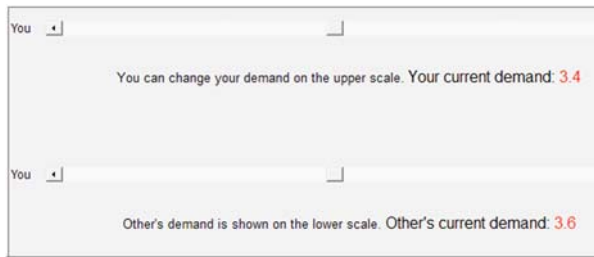 You
You can change your demand on the upper scale. Your current demand: 3.4
You
Other's demand is shown on the lower scale. Other's current demand: 3.6